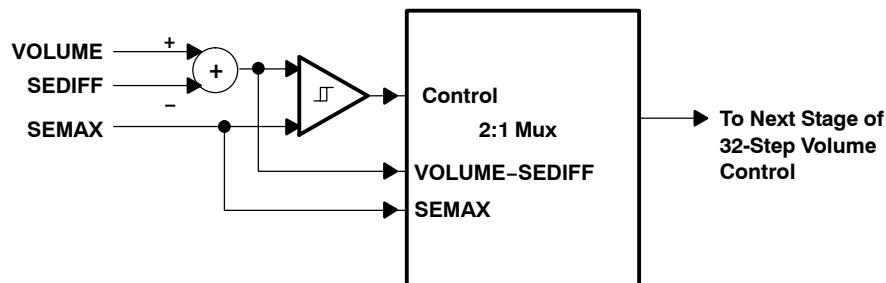 VOLUME
+
SEDIFF
−
+
SEMAX
Control
2:1 Mux
VOLUME−SEDIFF
SEMAX
To Next Stage of
32-Step Volume
Control